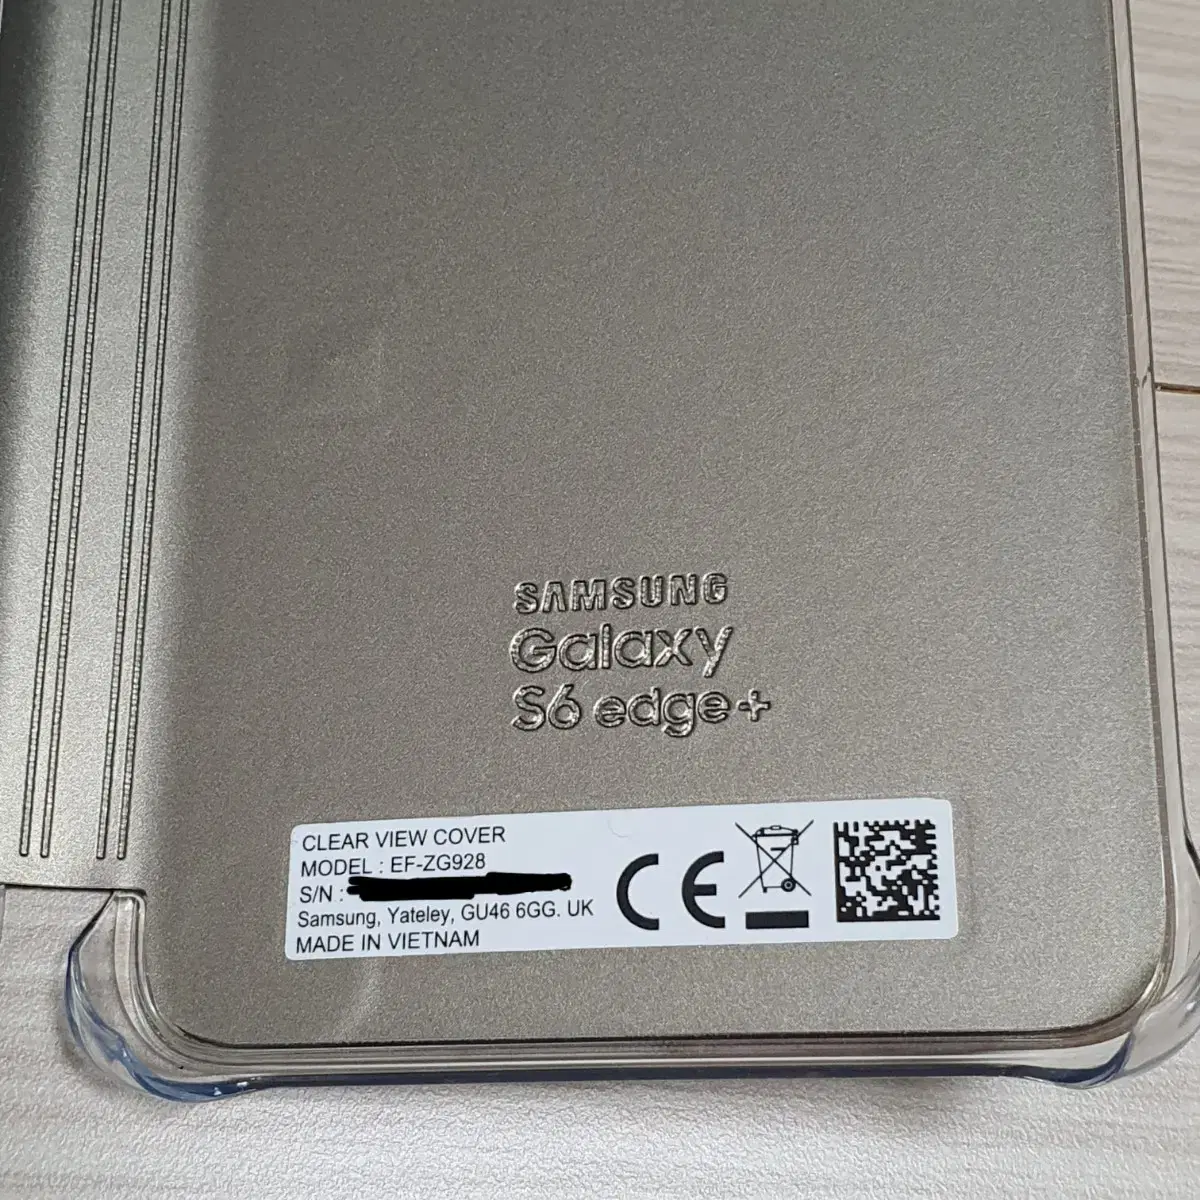 SAMSUNG
Galaxy
S6 edge+
CLEAR VIEW COVER
MODEL : EF-ZG928
S/N :
Samsung, Yateley, GU46 6GG. UK
MADE IN VIETNAM
CE